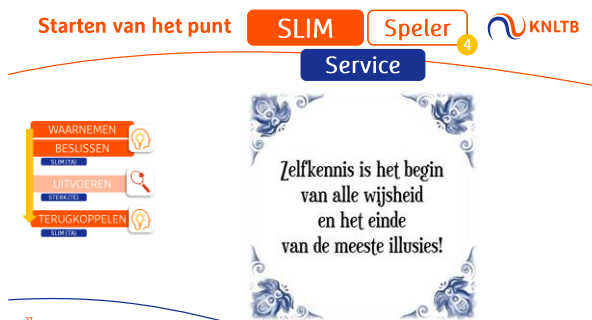 Starten van het punt
SLIM
Speler
4
KNLTB
Service
WAARNEMEN
BESLISSEN
SLIM (TA)
UITVOEREN
STERK (TE)
TERUGKOPPELEN
SLIM (TA)
Zelfkennis is het begin
van alle wijsheid
en het einde
van de meeste illusies!